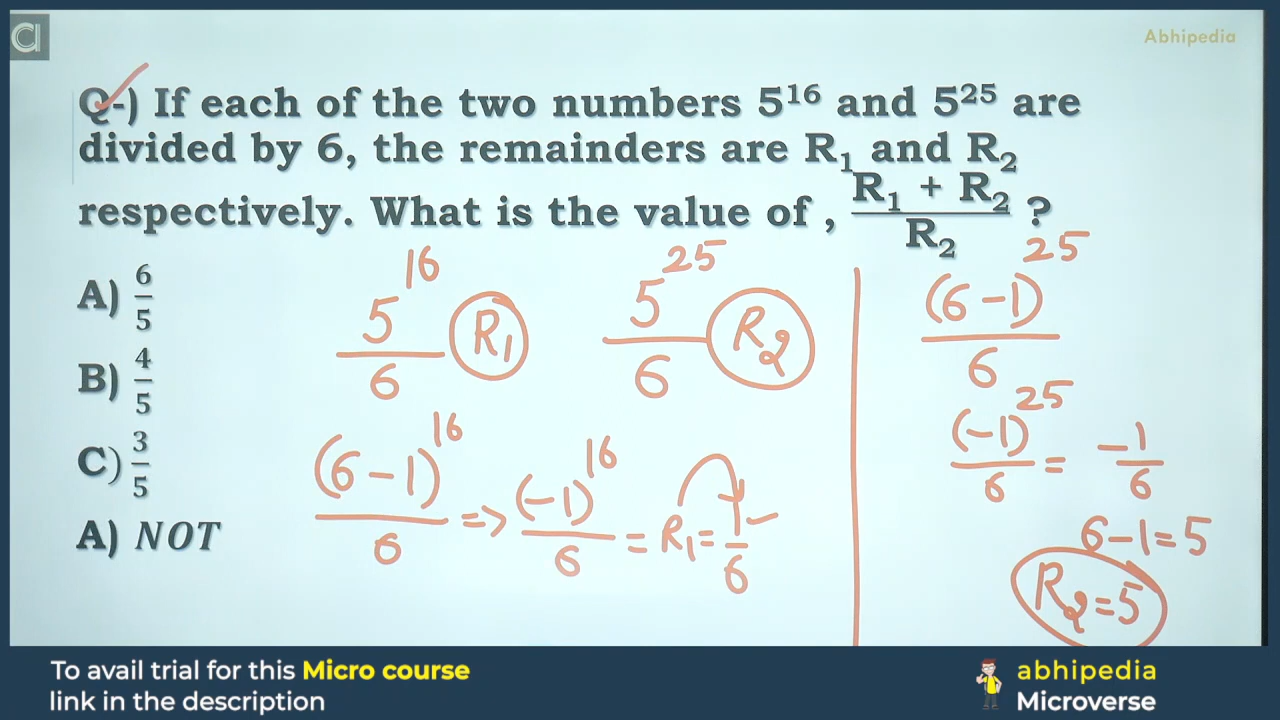 Abhipedia
Q-) If each of the two numbers 5¹⁶ and 5²⁵ are
divided by 6, the remainders are R₁ and R₂
respectively. What is the value of , (R₁ + R₂)/R₂ ?
A) 6/5
B) 4/5
C) 3/5
A) NOT
5¹⁶/6 R₁
5²⁵/6 R₂
(6-1)¹⁶/6 => (-1)¹⁶/6 = R₁ = 1/6
(6-1)²⁵/6
(-1)²⁵/6 = -1/6
6-1=5
R₂=5
To avail trial for this Micro course
link in the description
abhipedia
Microverse